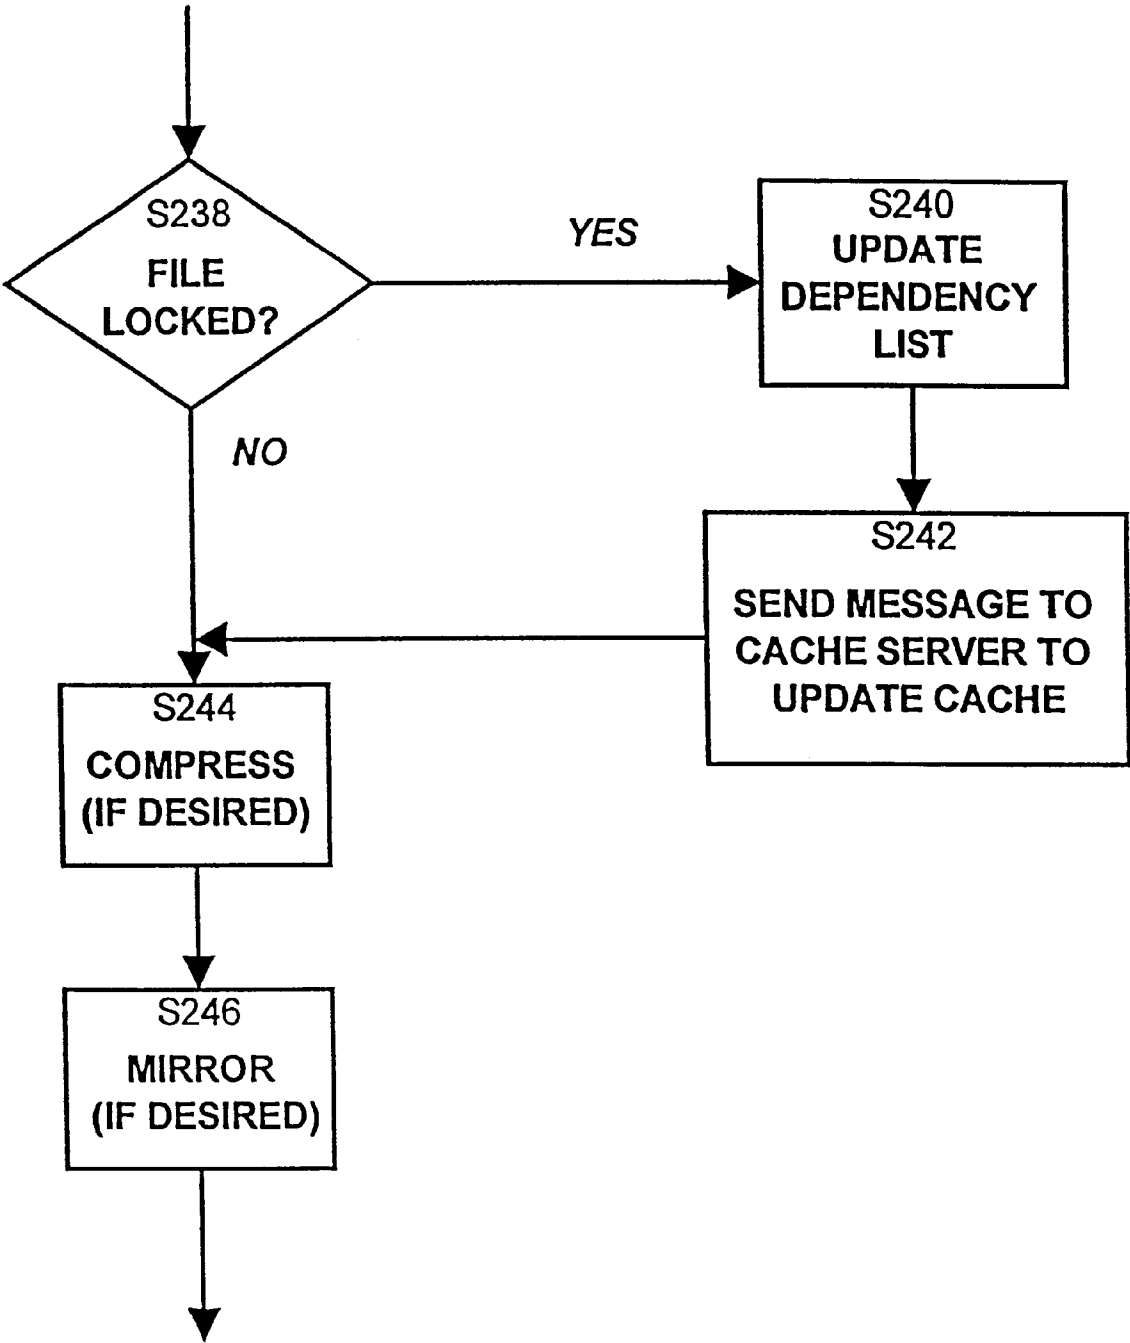 S238
FILE
LOCKED?
YES
S240
UPDATE
DEPENDENCY
LIST
NO
S242
SEND MESSAGE TO
CACHE SERVER TO
UPDATE CACHE
S244
COMPRESS
(IF DESIRED)
S246
MIRROR
(IF DESIRED)